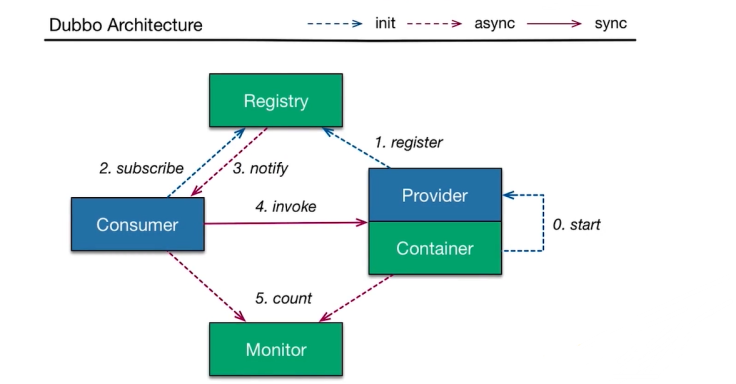 Dubbo Architecture
init
async
sync
Registry
1. register
2. subscribe
3. notify
Provider
4. invoke
Consumer
0. start
Container
5. count
Monitor